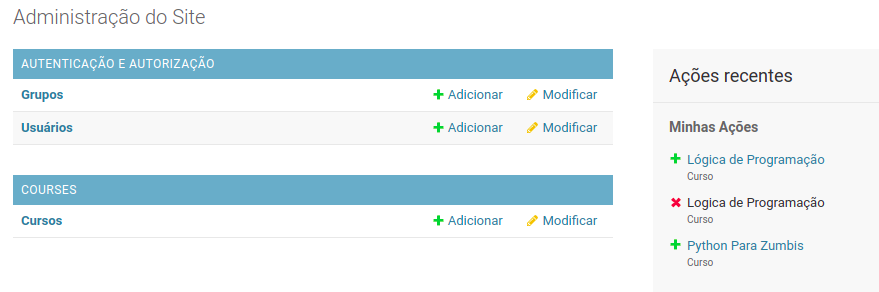 Administração do Site
AUTENTICAÇÃO E AUTORIZAÇÃO
Grupos Adicionar Modificar
Usuários Adicionar Modificar
COURSES
Cursos Adicionar Modificar
Ações recentes
Minhas Ações
Lógica de Programação
Curso
Logica de Programação
Curso
Python Para Zumbis
Curso